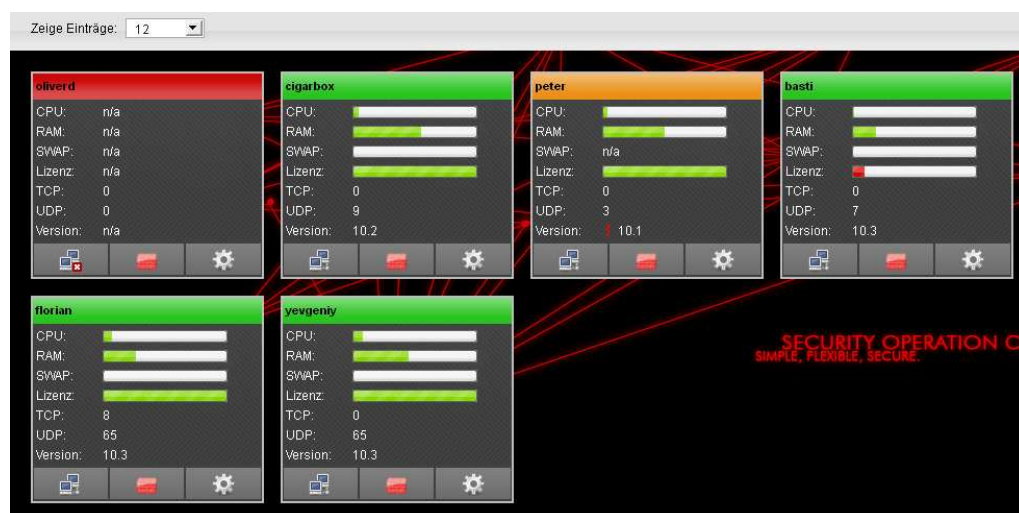 Zeige Einträge: 12
oliverd
CPU: n/a
RAM: n/a
SWAP: n/a
Lizenz: n/a
TCP: 0
UDP: 0
Version: n/a
cigarbox
CPU:
RAM:
SWAP:
Lizenz:
TCP: 0
UDP: 9
Version: 10.2
peter
CPU:
RAM:
SWAP: n/a
Lizenz:
TCP: 0
UDP: 3
Version: ! 10.1
basti
CPU:
RAM:
SWAP:
Lizenz:
TCP: 0
UDP: 7
Version: 10.3
florian
CPU:
RAM:
SWAP:
Lizenz:
TCP: 8
UDP: 65
Version: 10.3
yevgeniy
CPU:
RAM:
SWAP:
Lizenz:
TCP: 0
UDP: 65
Version: 10.3
SECURITY OPERATION C
SIMPLE, FLEXIBLE, SECURE.